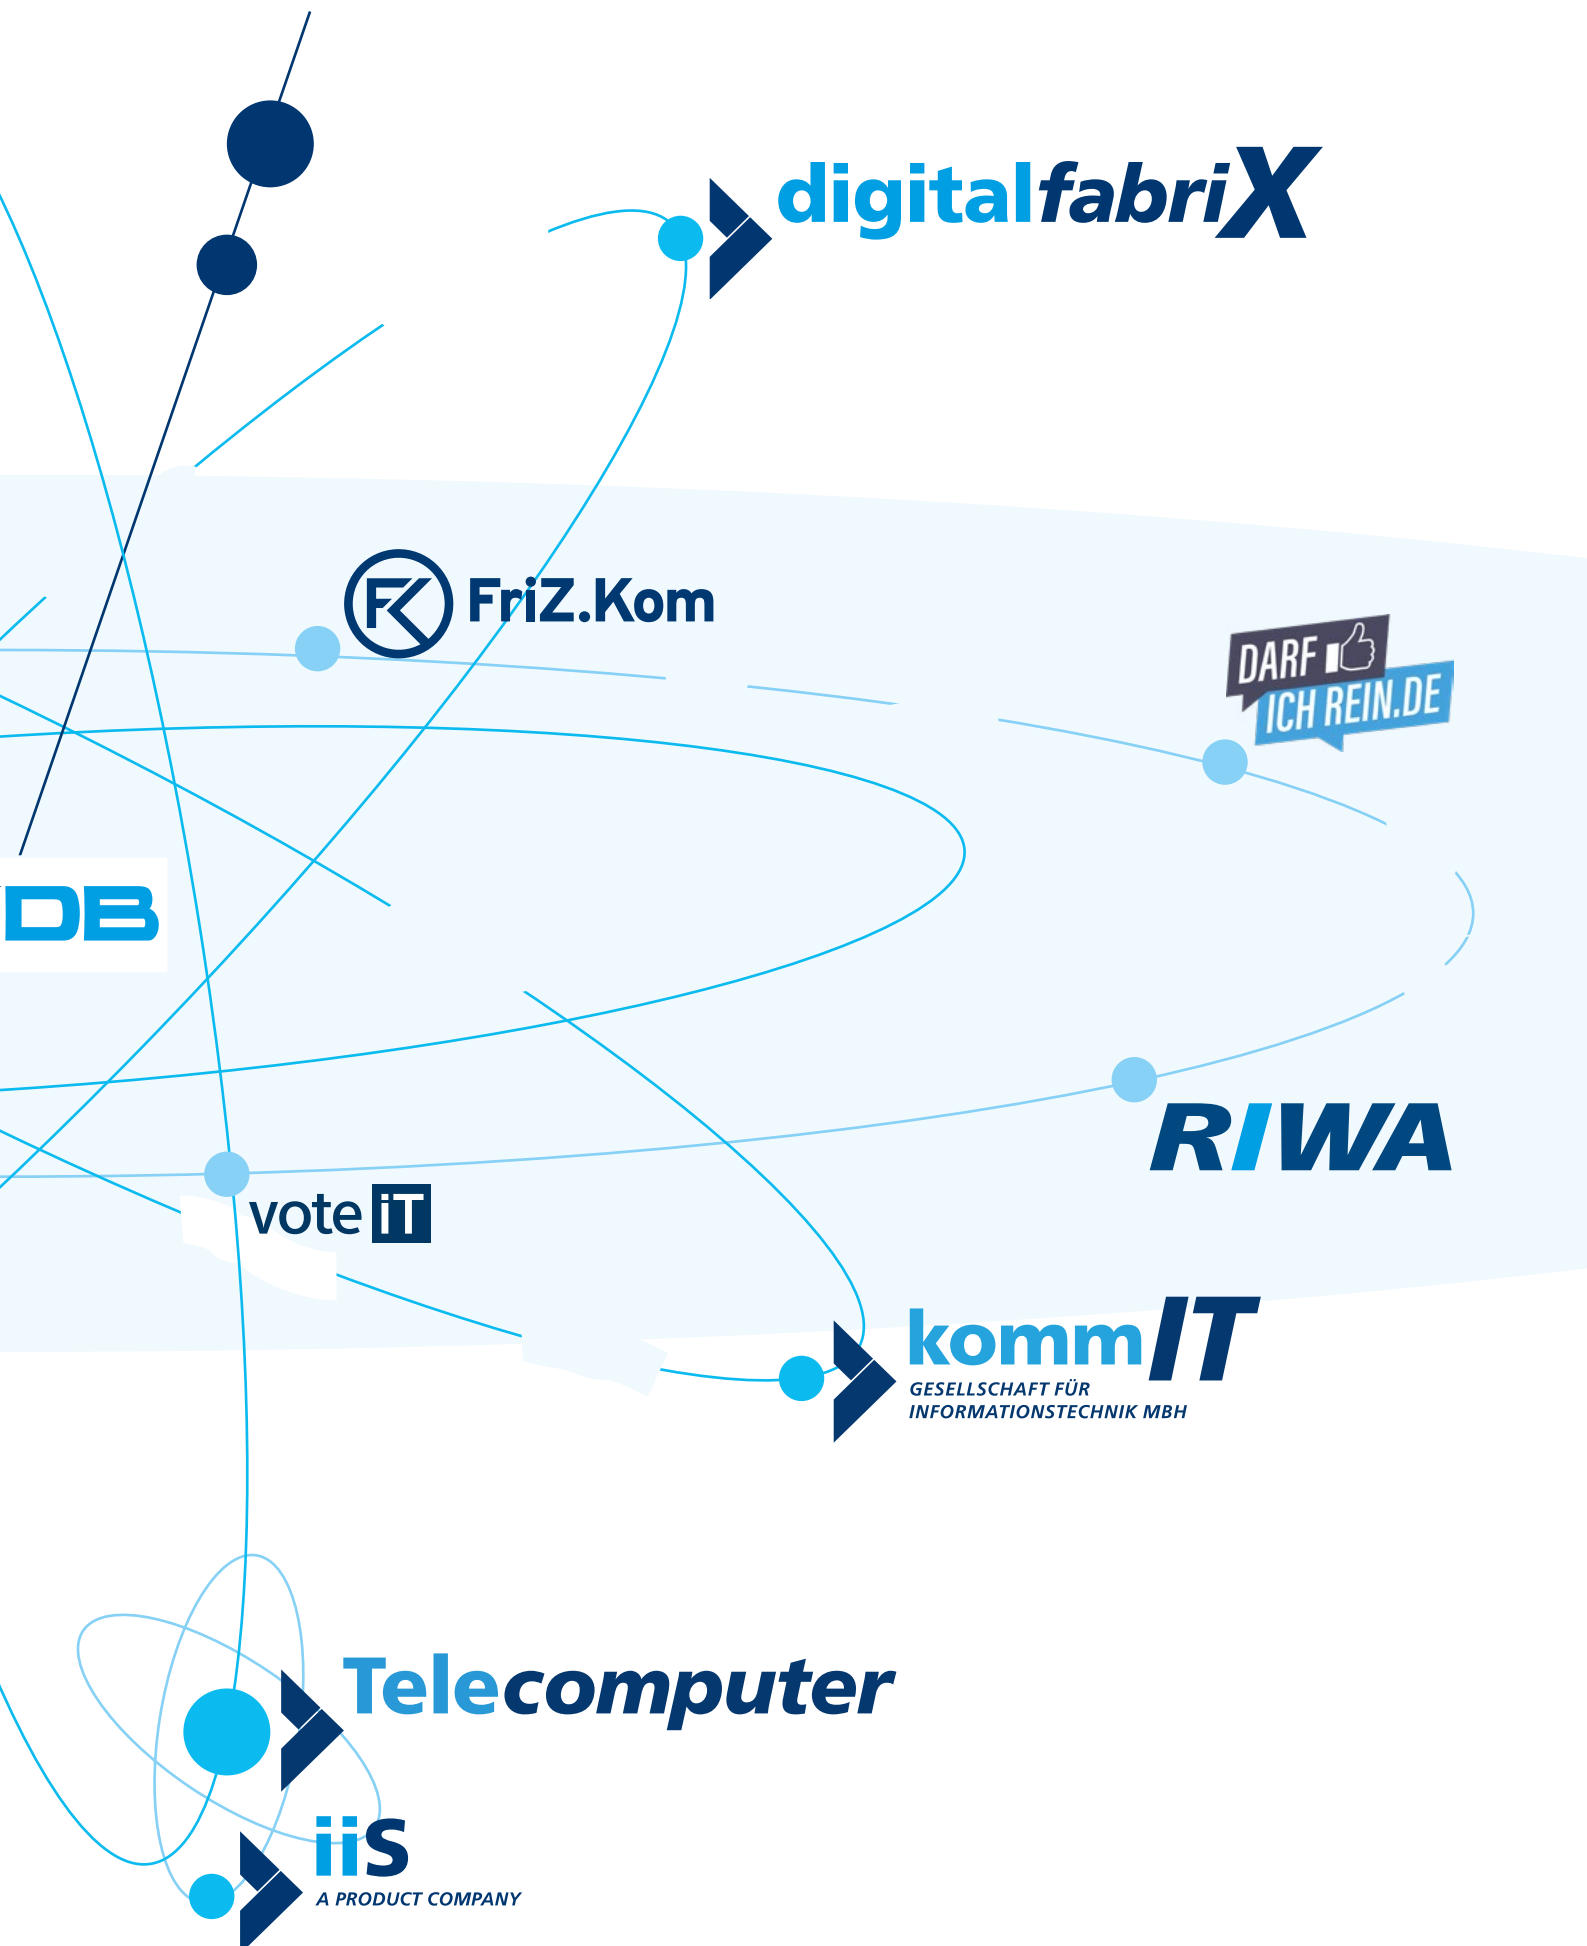 digitalfabriX
FK FriZ.Kom
DARF
ICH REIN.DE
DB
RIWA
vote iT
kommIT
GESELLSCHAFT FÜR
INFORMATIONSTECHNIK MBH
Telecomputer
iiS
A PRODUCT COMPANY